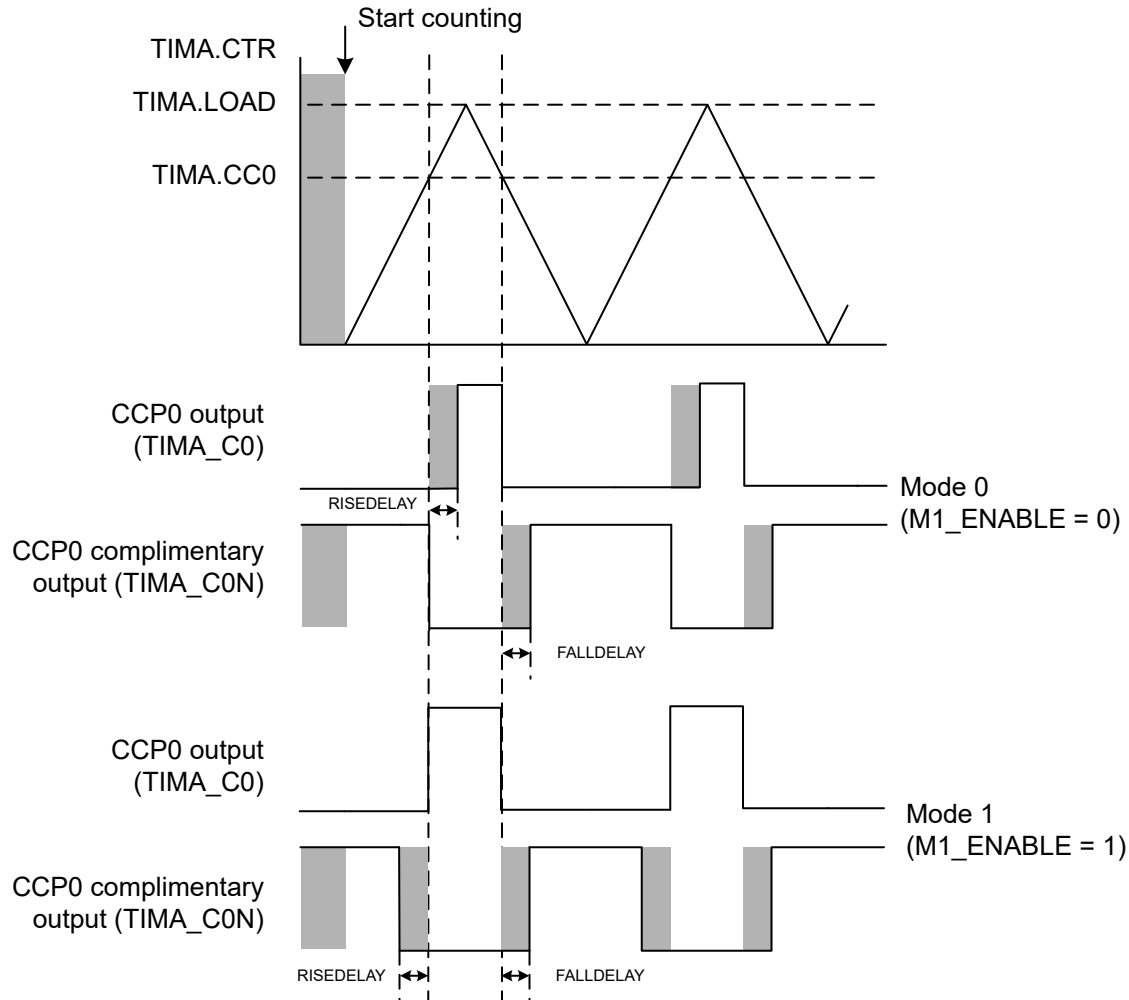 Start counting
TIMA.CTR
TIMA.LOAD
TIMA.CC0
CCP0 output
(TIMA_C0)
RISEDELAY
Mode 0
(M1_ENABLE = 0)
CCP0 complimentary
output (TIMA_C0N)
FALLDELAY
CCP0 output
(TIMA_C0)
Mode 1
(M1_ENABLE = 1)
CCP0 complimentary
output (TIMA_C0N)
RISEDELAY
FALLDELAY